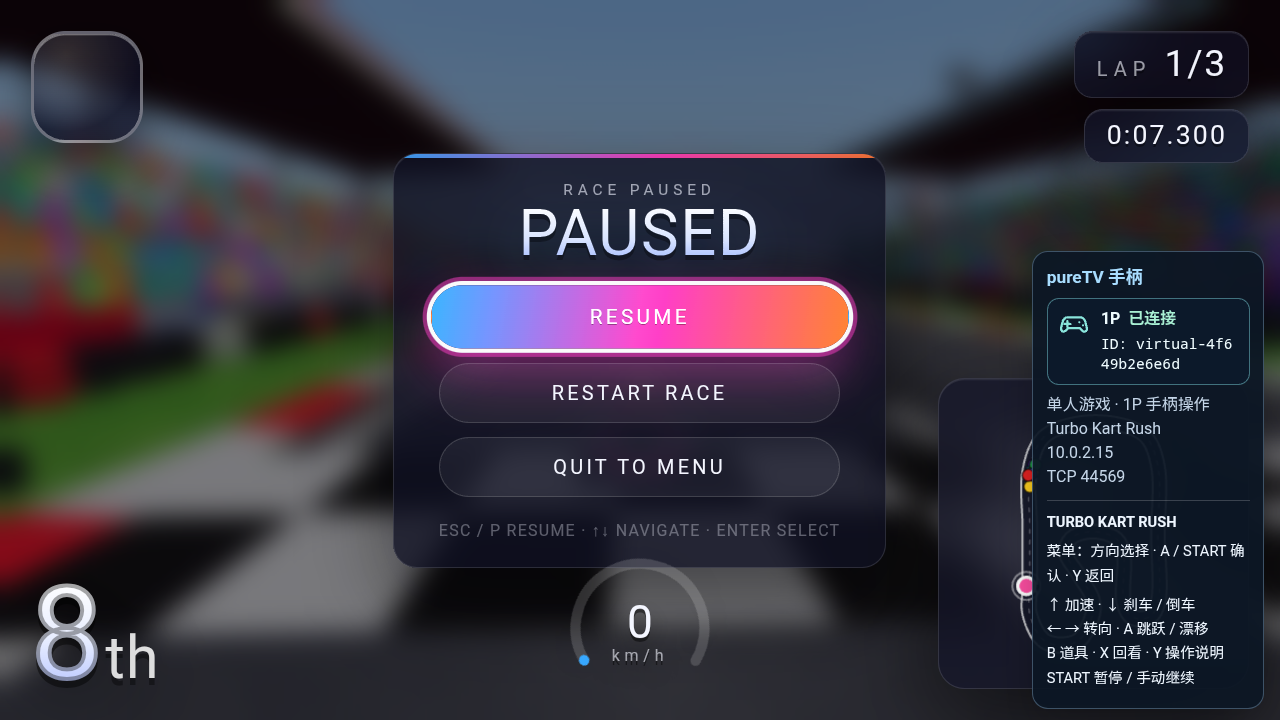 LAP 1/3
0:07.300
RACE PAUSED
PAUSED
RESUME
RESTART RACE
QUIT TO MENU
ESC / P RESUME · ↑↓ NAVIGATE · ENTER SELECT
8th
0
km/h
pureTV 手柄
1P 已连接
ID: virtual-4f6
49b2e6e6d
单人游戏 · 1P 手柄操作
Turbo Kart Rush
10.0.2.15
TCP 44569
TURBO KART RUSH
菜单：方向选择 · A / START 确
认 · Y 返回
↑ 加速 · ↓ 刹车 / 倒车
← → 转向 · A 跳跃 / 漂移
B 道具 · X 回看 · Y 操作说明
START 暂停 / 手动继续